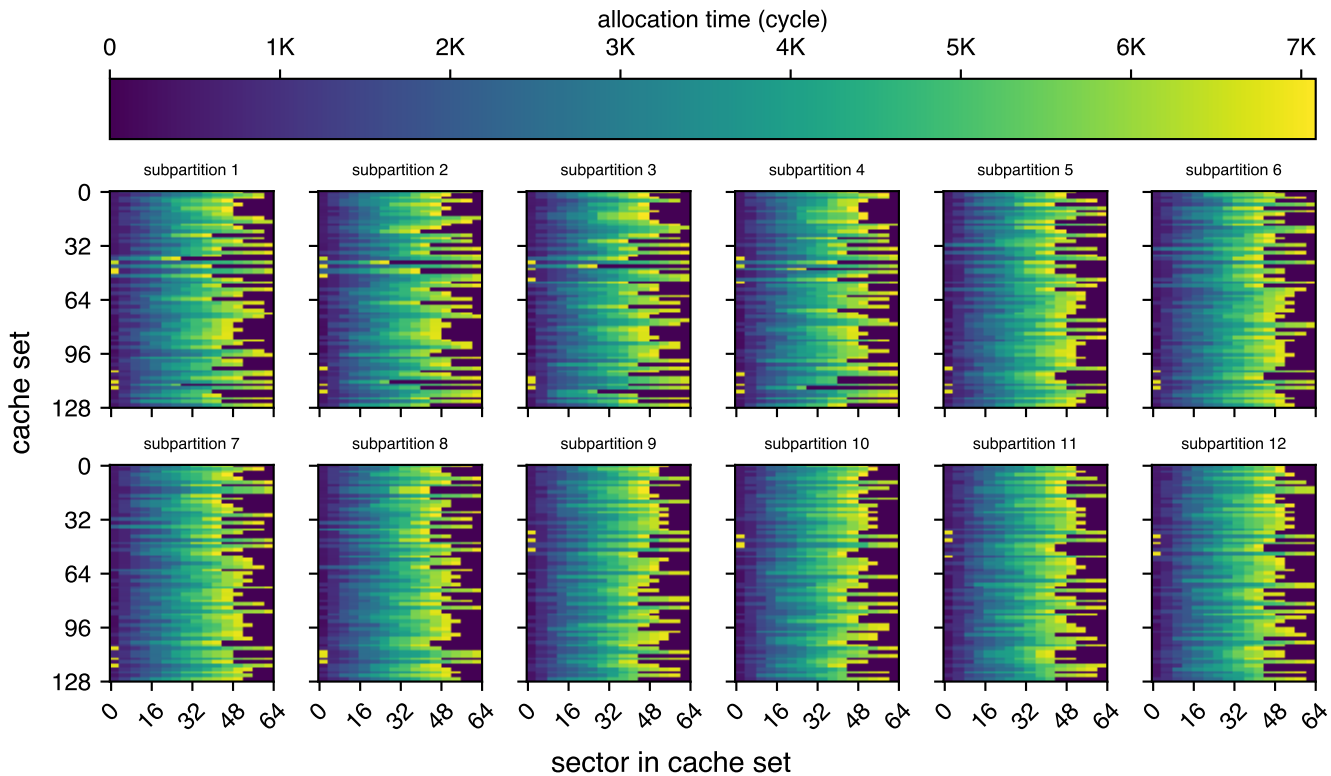 allocation time (cycle)
0 1K 2K 3K 4K 5K 6K 7K
subpartition 1 subpartition 2 subpartition 3 subpartition 4 subpartition 5 subpartition 6
0
32
64
96
128
cache set
subpartition 7 subpartition 8 subpartition 9 subpartition 10 subpartition 11 subpartition 12
0
32
64
96
128
0 16 32 48 64 0 16 32 48 64 0 16 32 48 64 0 16 32 48 64 0 16 32 48 64 0 16 32 48 64
sector in cache set